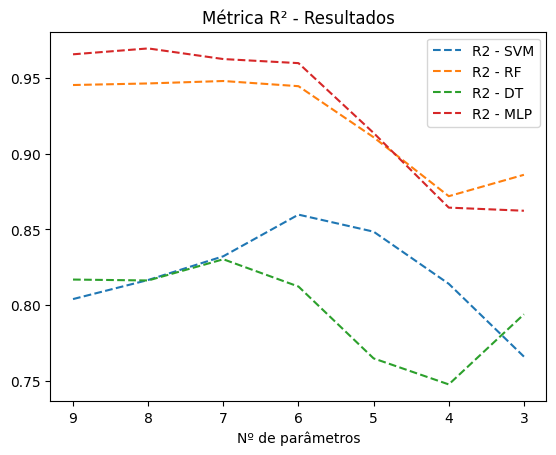 Métrica R² - Resultados
R2 - SVM
R2 - RF
R2 - DT
R2 - MLP
0.95
0.90
0.85
0.80
0.75
9 8 7 6 5 4 3
Nº de parâmetros